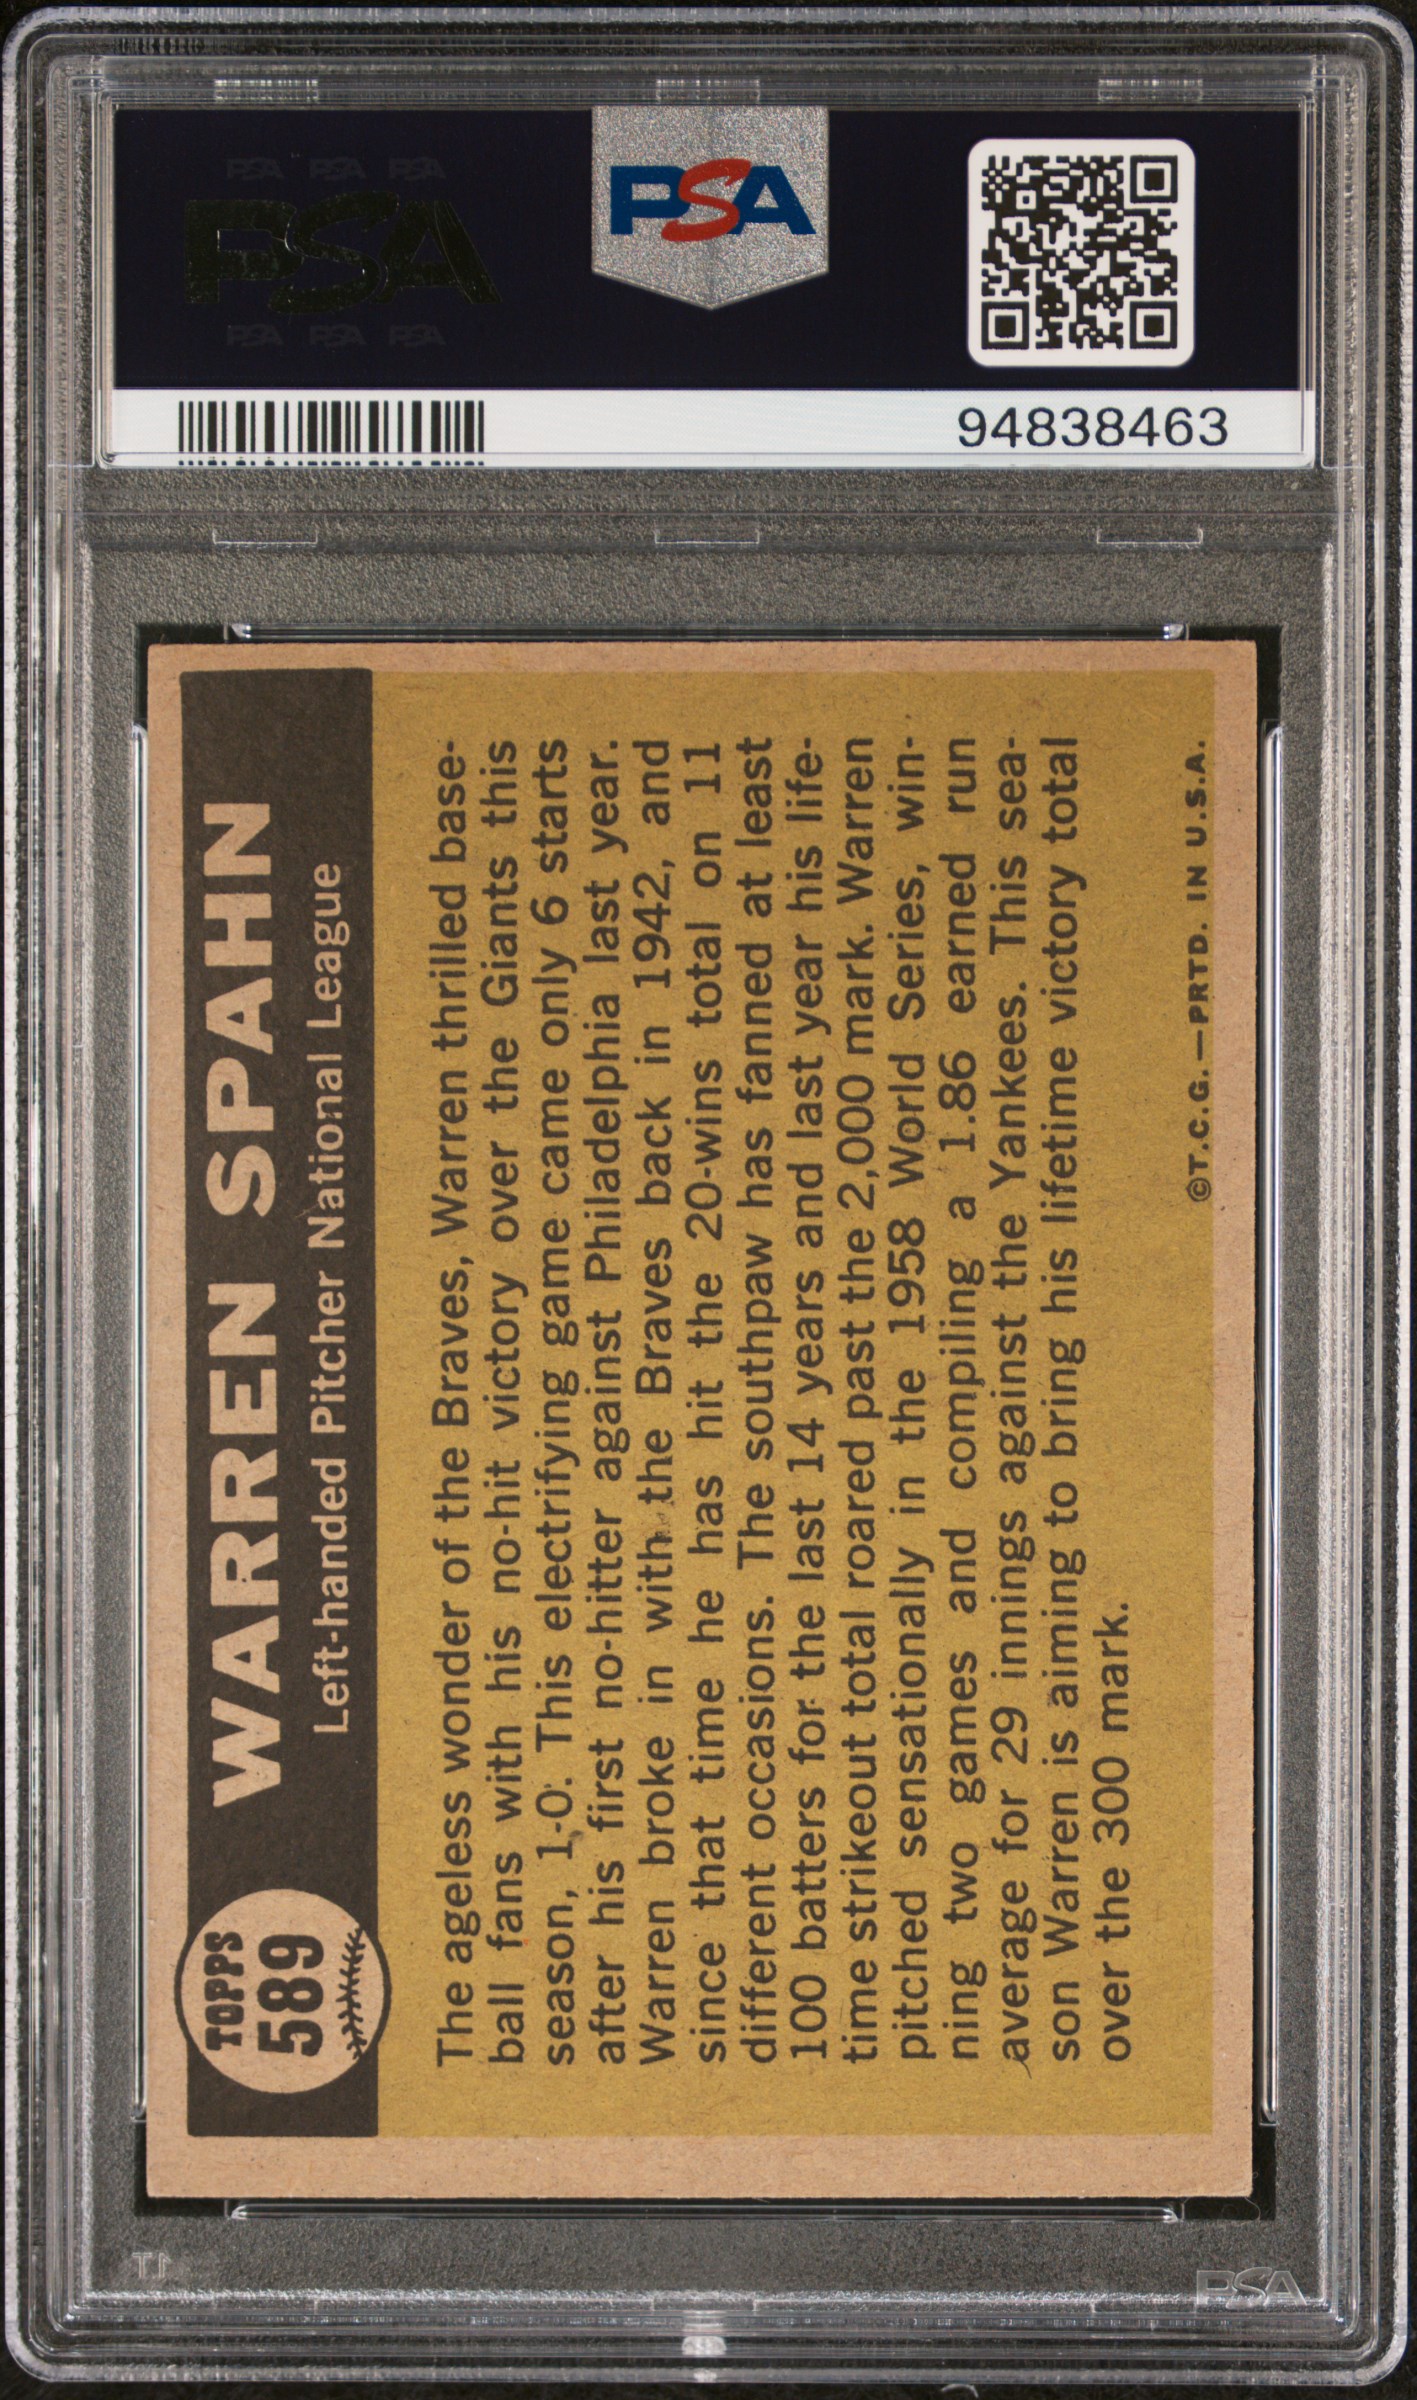 PSA PSA PSA
PSA
PSA PSA PSA
PSA
94838463
TOPPS
589
WARREN SPAHN
Left-handed Pitcher National League
The ageless wonder of the Braves, Warren thrilled base-
ball fans with his no-hit victory over the Giants this
season, 1-0. This electrifying game came only 6 starts
after his first no-hitter against Philadelphia last year.
Warren broke in with the Braves back in 1942, and
since that time he has hit the 20-wins total on 11
different occasions. The southpaw has fanned at least
100 batters for the last 14 years and last year his life-
time strikeout total roared past the 2,000 mark. Warren
pitched sensationally in the 1958 World Series, win-
ning two games and compiling a 1.86 earned run
average for 29 innings against the Yankees. This sea-
son Warren is aiming to bring his lifetime victory total
over the 300 mark.
©T.C.G.—PRTD. IN U.S.A.
PSA